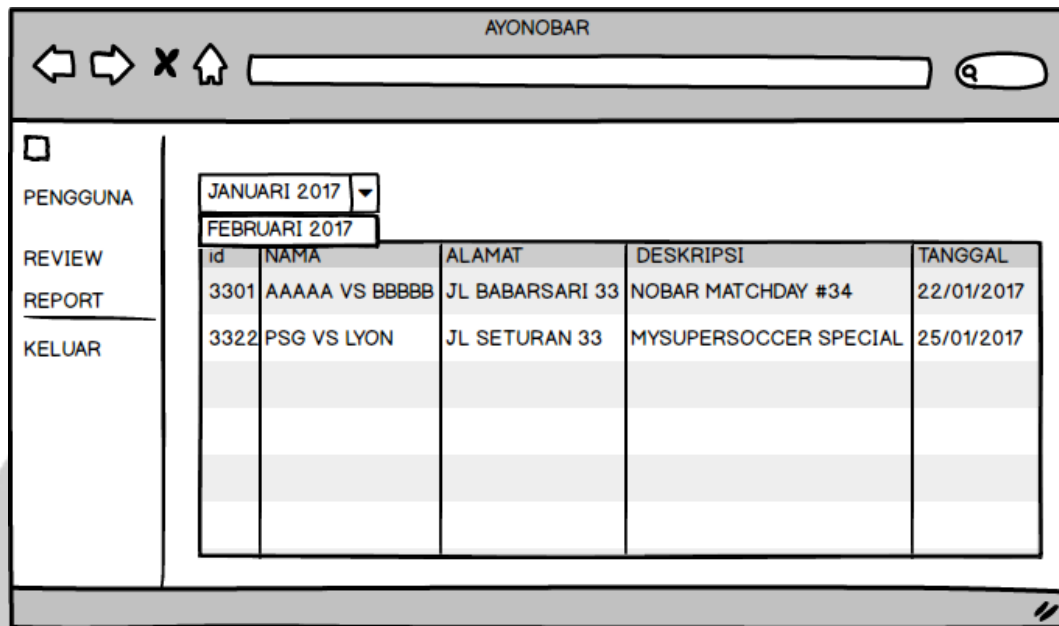 AYONOBAR
PENGGUNA
REVIEW
REPORT
KELUAR
JANUARI 2017
FEBRUARI 2017
id NAMA ALAMAT DESKRIPSI TANGGAL
3301 AAAAA VS BBBBB JL BABARSARI 33 NOBAR MATCHDAY #34 22/01/2017
3322 PSG VS LYON JL SETURAN 33 MYSUPERSOCCER SPECIAL 25/01/2017